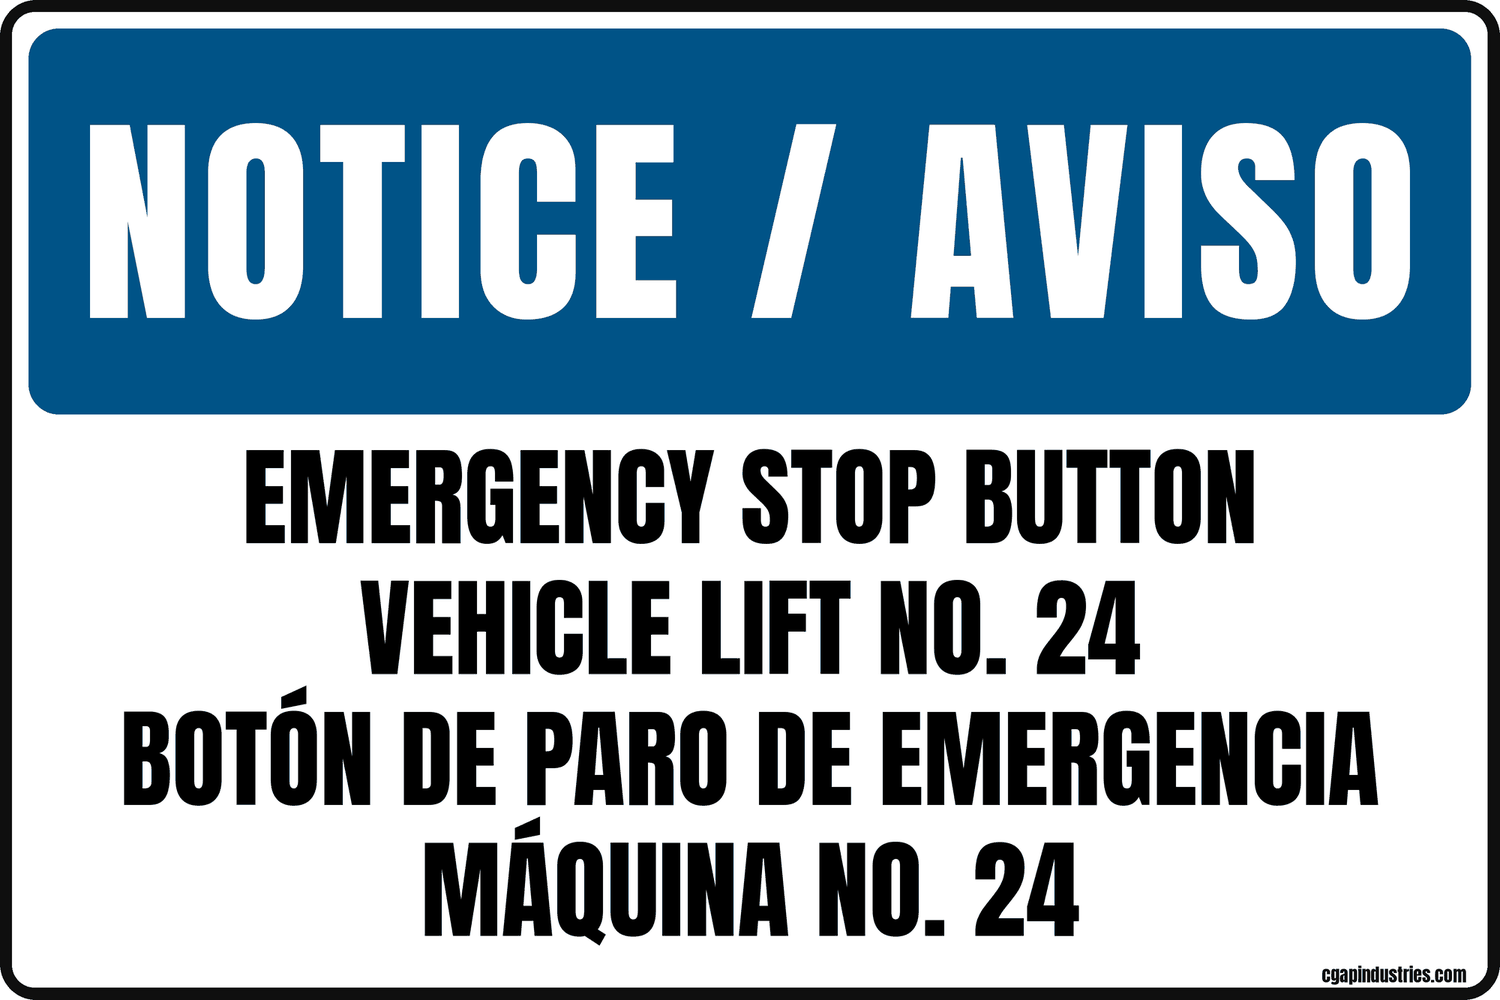 NOTICE / AVISO
EMERGENCY STOP BUTTON
VEHICLE LIFT NO. 24
BOTÓN DE PARO DE EMERGENCIA
MÁQUINA NO. 24
cgapindustries.com